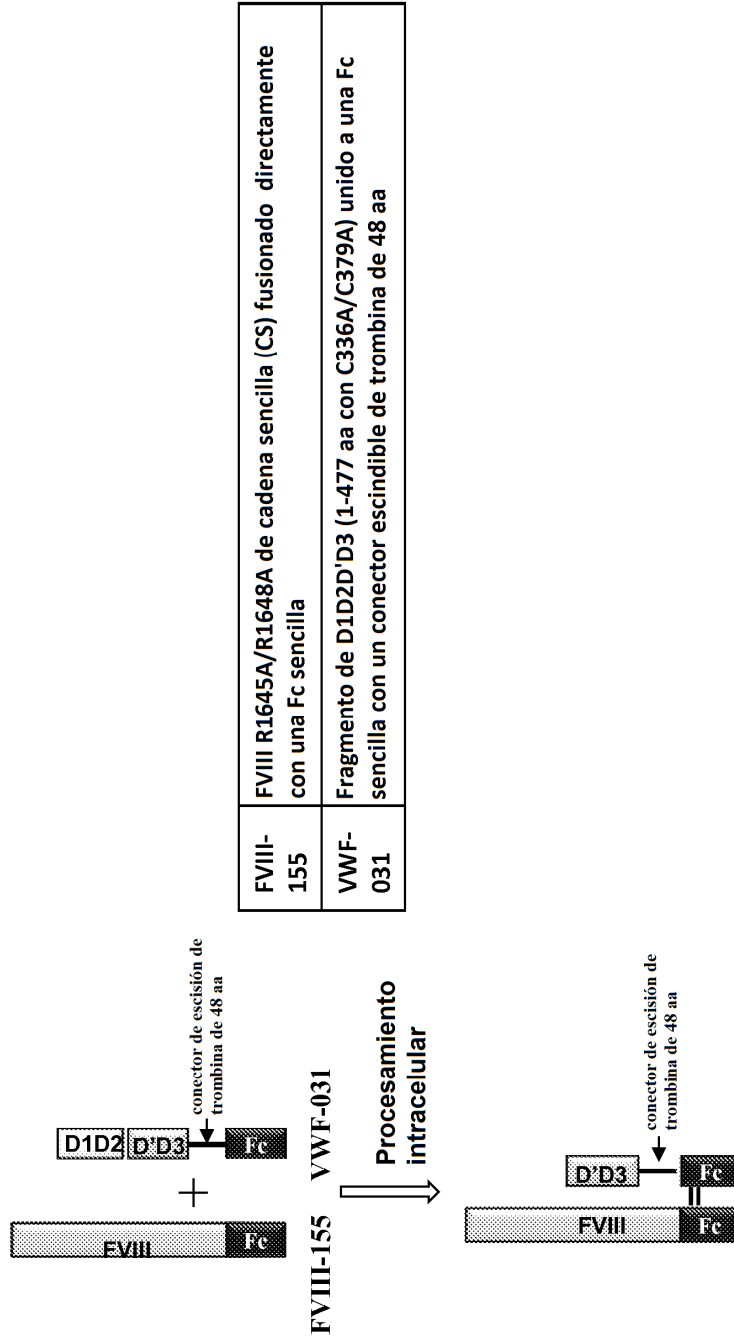 FVIII
Fc
+
D1D2
D'D3
Fc
conector de escisión de
trombina de 48 aa
FVIII-155
VWF-031
Procesamiento
intracelular
FVIII
Fc
D'D3
Fc
conector de escisión de
trombina de 48 aa
FVIII-
155
FVIII R1645A/R1648A de cadena sencilla (CS) fusionado directamente
con una Fc sencilla
VWF-
031
Fragmento de D1D2D'D3 (1-477 aa con C336A/C379A) unido a una Fc
sencilla con un conector escindible de trombina de 48 aa